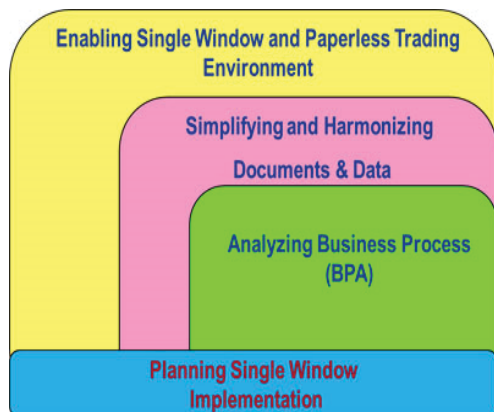 Enabling Single Window and Paperless Trading
Environment
Simplifying and Harmonizing
Documents & Data
Analyzing Business Process
(BPA)
Planning Single Window
Implementation